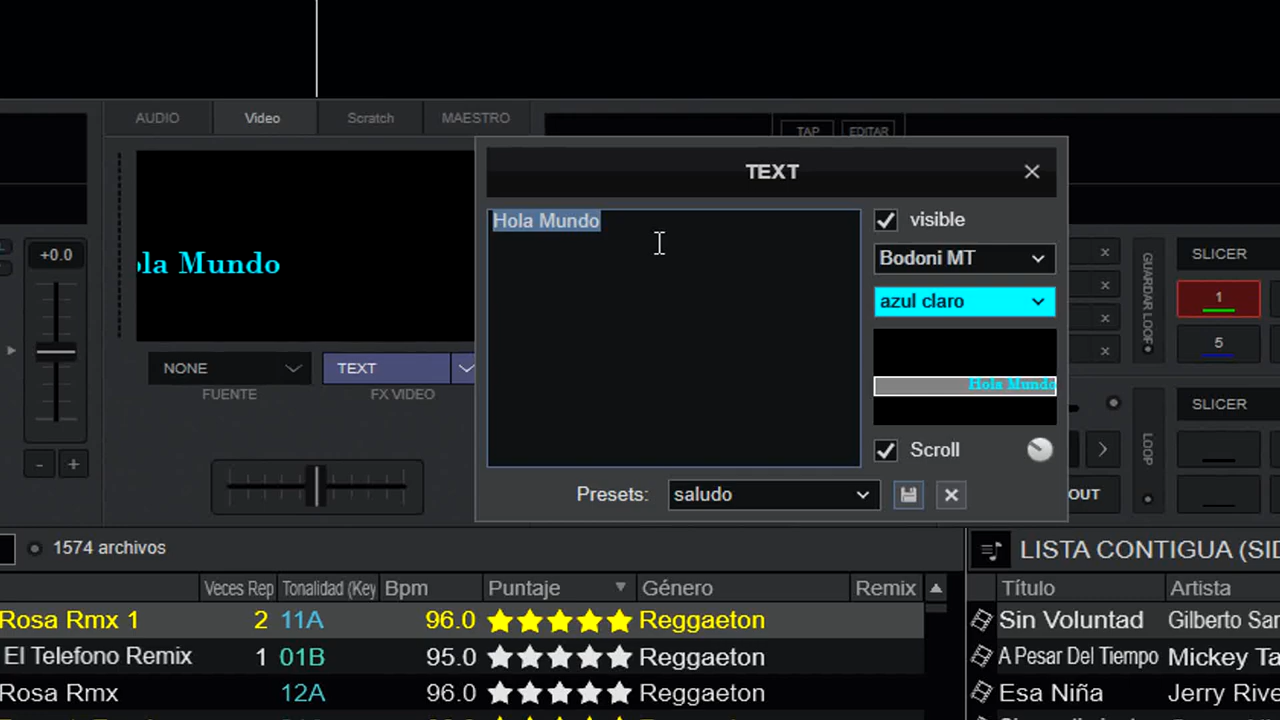 AUDIO
Video
Scratch
MAESTRO
TAP
EDITAR
TEXT
Hola Mundo
visible
Bodoni MT
azul claro
Hola Mundo
Scroll
Presets:
saludo
+0.0
la Mundo
NONE
FUENTE
TEXT
FX VIDEO
-
+
GUARDAR LOOP
SLICER
1
5
LOOP
SLICER
OUT
1574 archivos
Veces Rep
Tonalidad (Key
Bpm
Puntaje
Género
Remix
Rosa Rmx 1
2
11A
96.0
Reggaeton
El Telefono Remix
1
01B
95.0
Reggaeton
Rosa Rmx
12A
96.0
Reggaeton
LISTA CONTIGUA (SID
Título
Artista
Sin Voluntad
Gilberto San
A Pesar Del Tiempo
Mickey Ta
Esa Niña
Jerry Rive